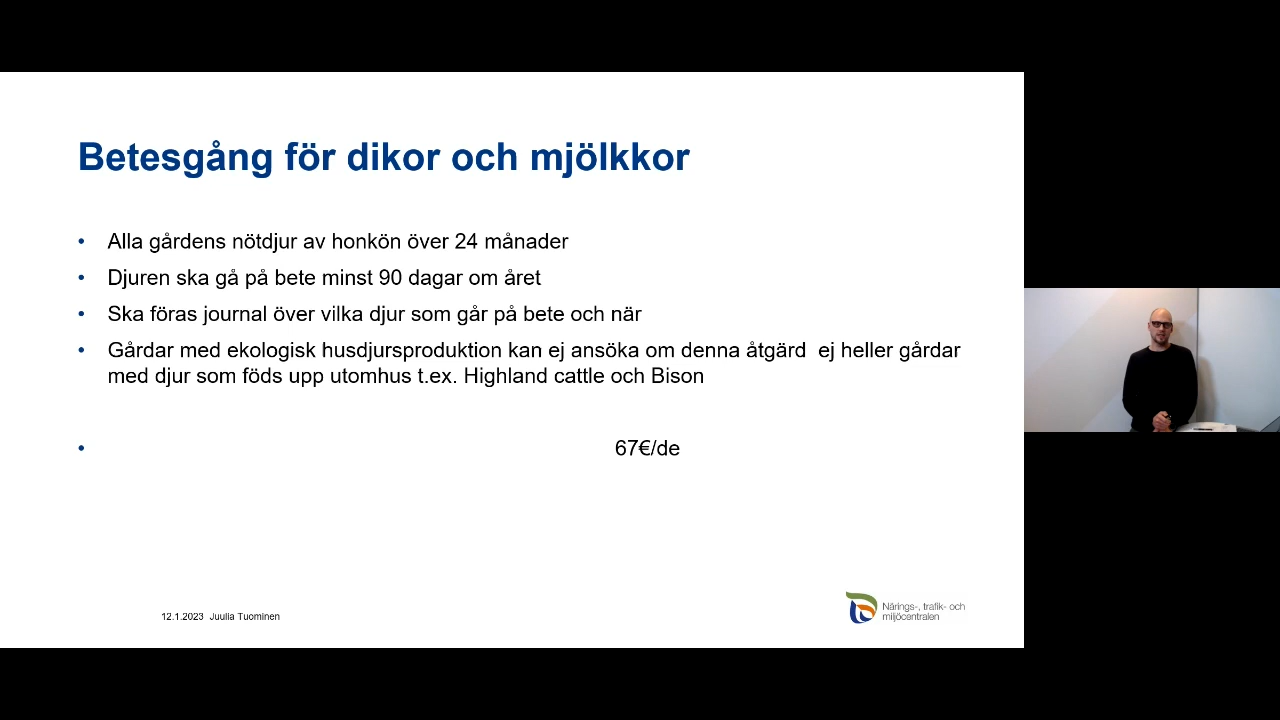 Betesgång för dikor och mjölkkor
• Alla gårdens nötdjur av honkön över 24 månader
• Djuren ska gå på bete minst 90 dagar om året
• Ska föras journal över vilka djur som går på bete och när
• Gårdar med ekologisk husdjursproduktion kan ej ansöka om denna åtgärd  ej heller gårdar
med djur som föds upp utomhus t.ex. Highland cattle och Bison
• 67€/de
12.1.2023  Juulia Tuominen
Närings-, trafik- och
miljöcentralen